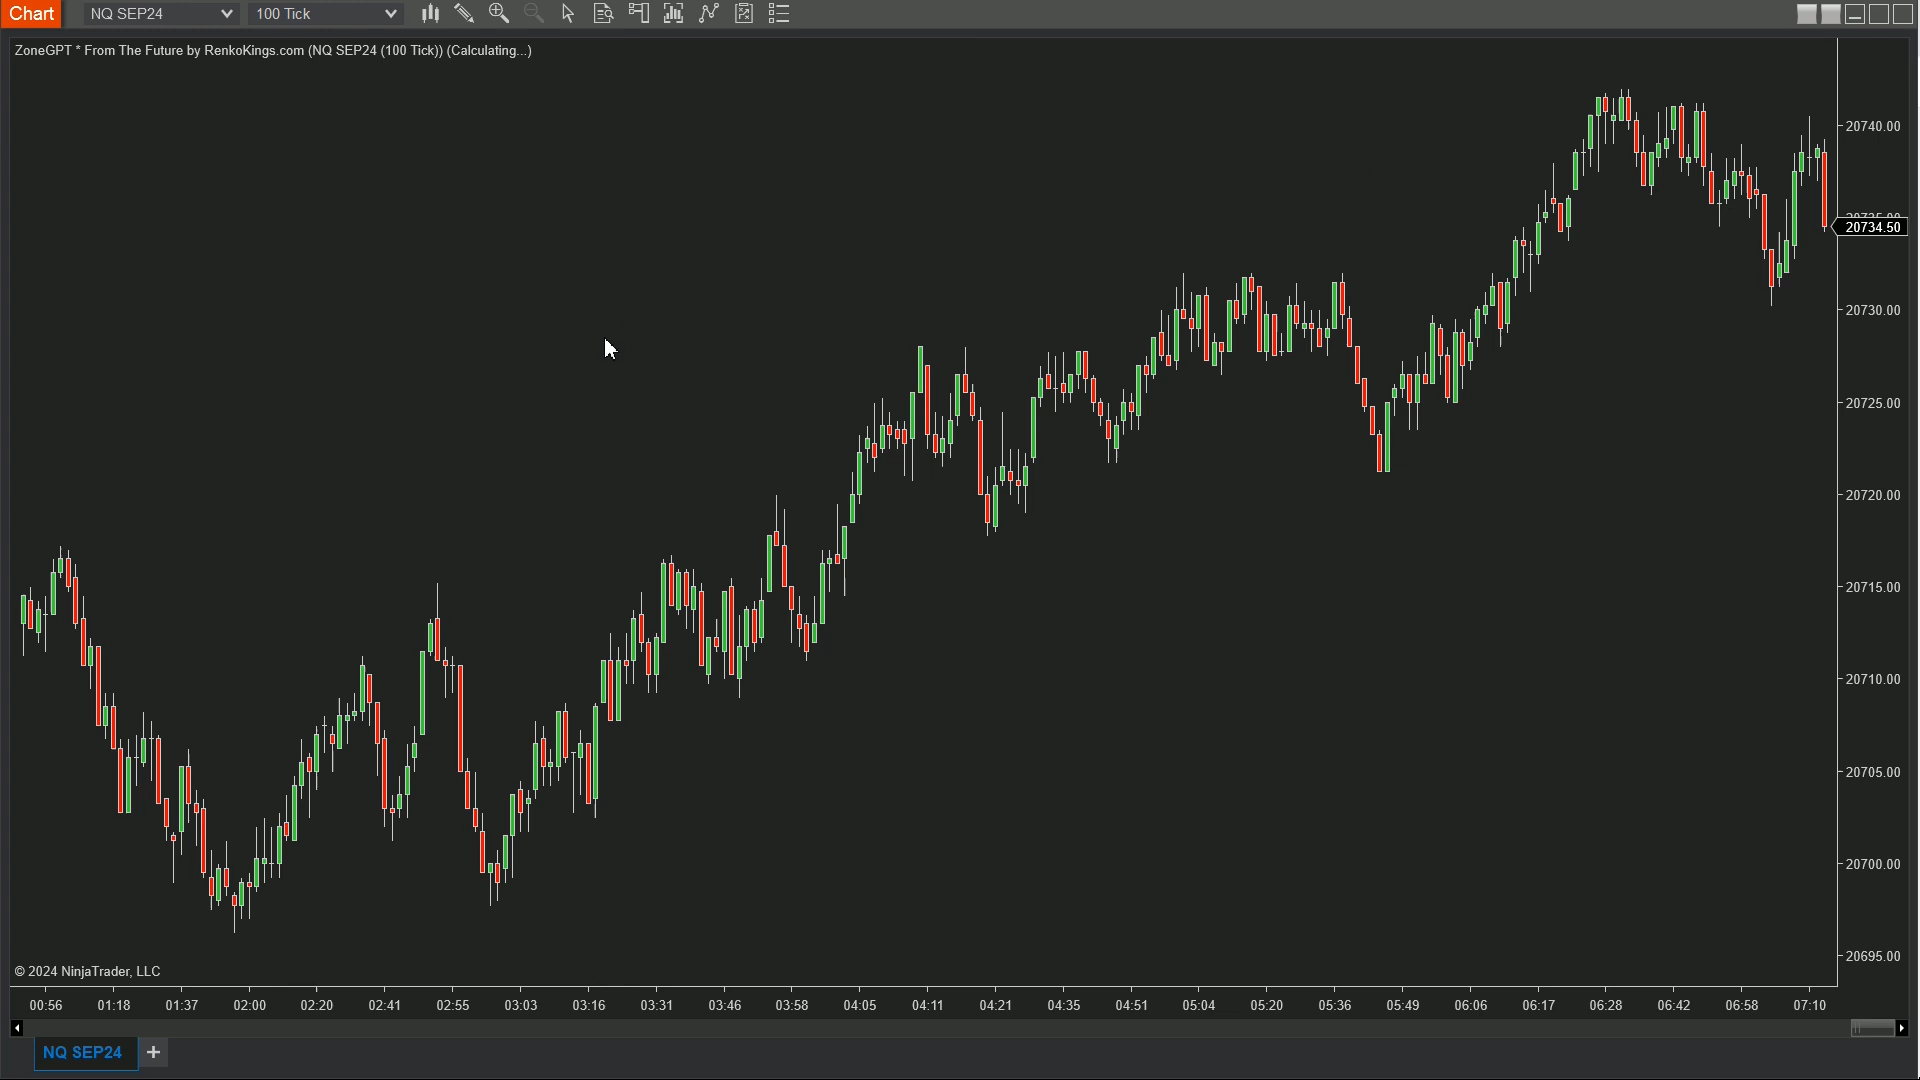 Chart NQ SEP24 100 Tick
ZoneGPT * From The Future by RenkoKings.com (NQ SEP24 (100 Tick)) (Calculating...)
20740.00
20734.50
20730.00
20725.00
20720.00
20715.00
20710.00
20705.00
20700.00
20695.00
© 2024 NinjaTrader, LLC
00:56 01:18 01:37 02:00 02:20 02:41 02:55 03:03 03:16 03:31 03:46 03:58 04:05 04:11 04:21 04:35 04:51 05:04 05:20 05:36 05:49 06:06 06:17 06:28 06:42 06:58 07:10
NQ SEP24 +